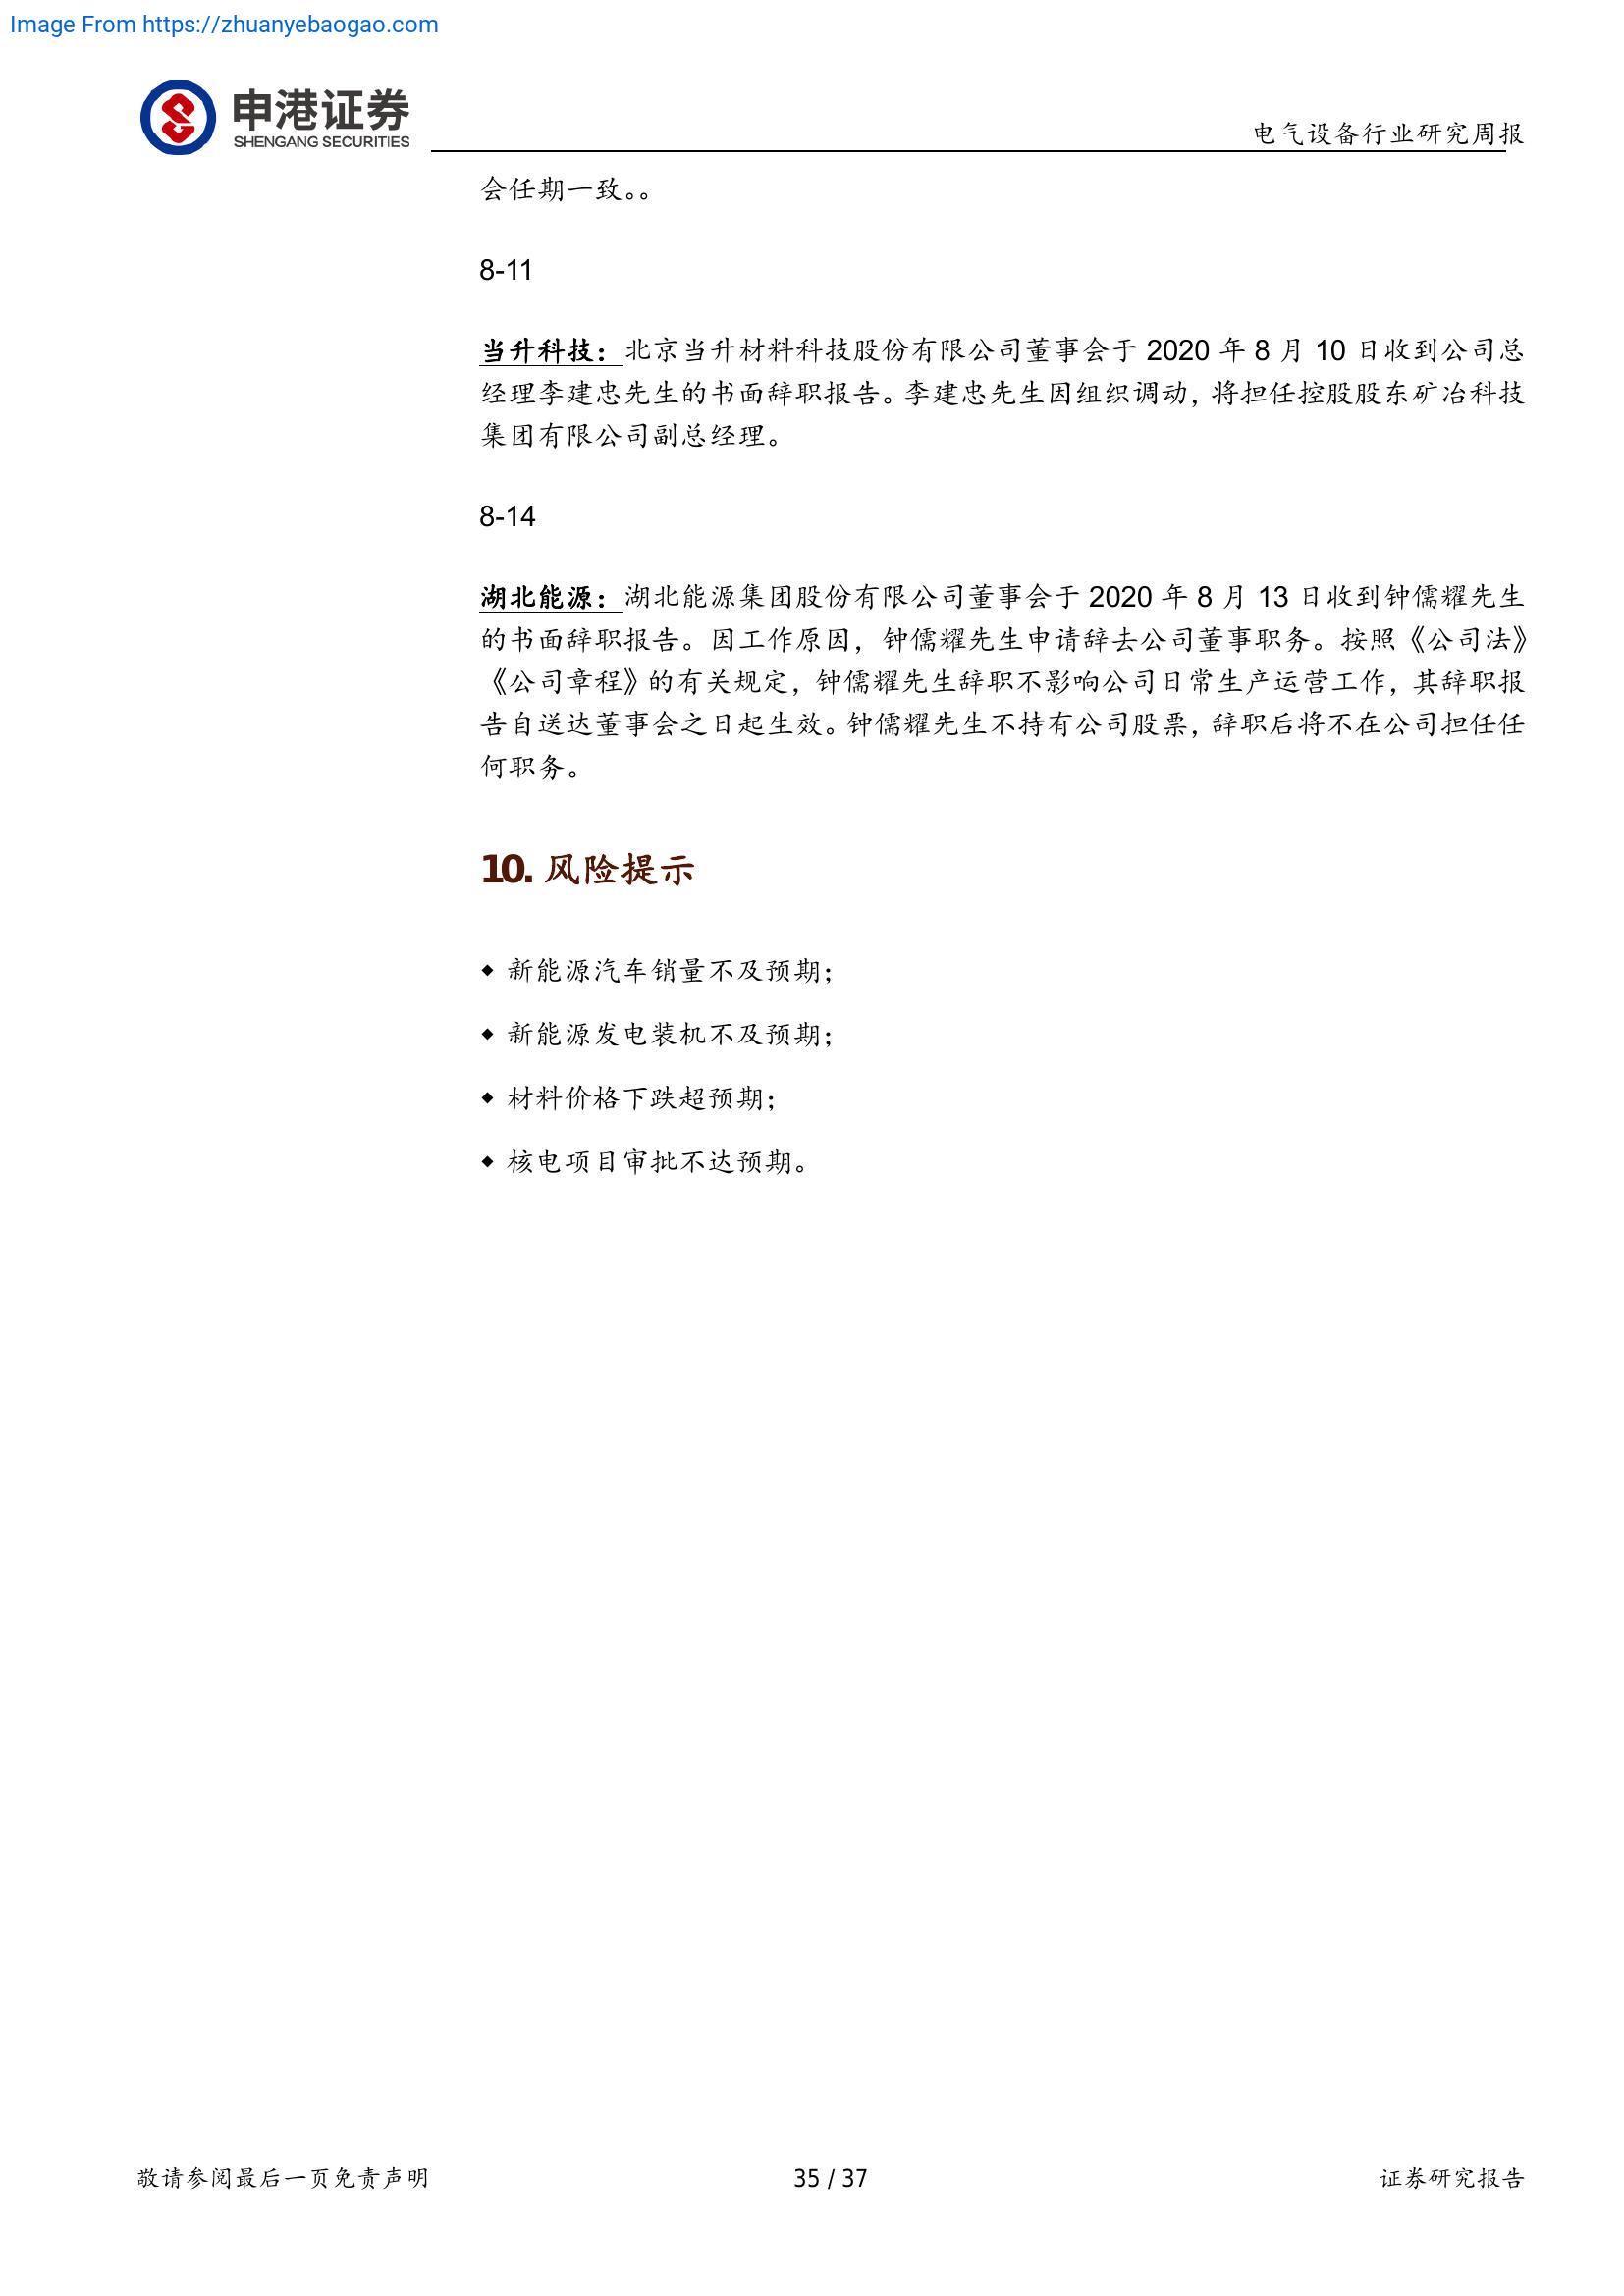 Image From https://zhuanyebaogao.com
申港证券
SHENGANG SECURITIES
电气设备行业研究周报
会任期一致。。
8-11
当升科技：北京当升材料科技股份有限公司董事会于 2020 年 8 月 10 日收到公司总
经理李建忠先生的书面辞职报告。李建忠先生因组织调动，将担任控股股东矿冶科技
集团有限公司副总经理。
8-14
湖北能源：湖北能源集团股份有限公司董事会于 2020 年 8 月 13 日收到钟儒耀先生
的书面辞职报告。因工作原因，钟儒耀先生申请辞去公司董事职务。按照《公司法》
《公司章程》的有关规定，钟儒耀先生辞职不影响公司日常生产运营工作，其辞职报
告自送达董事会之日起生效。钟儒耀先生不持有公司股票，辞职后将不在公司担任任
何职务。
10. 风险提示
◆ 新能源汽车销量不及预期；
◆ 新能源发电装机不及预期；
◆ 材料价格下跌超预期；
◆ 核电项目审批不达预期。
敬请参阅最后一页免责声明
35 / 37
证券研究报告